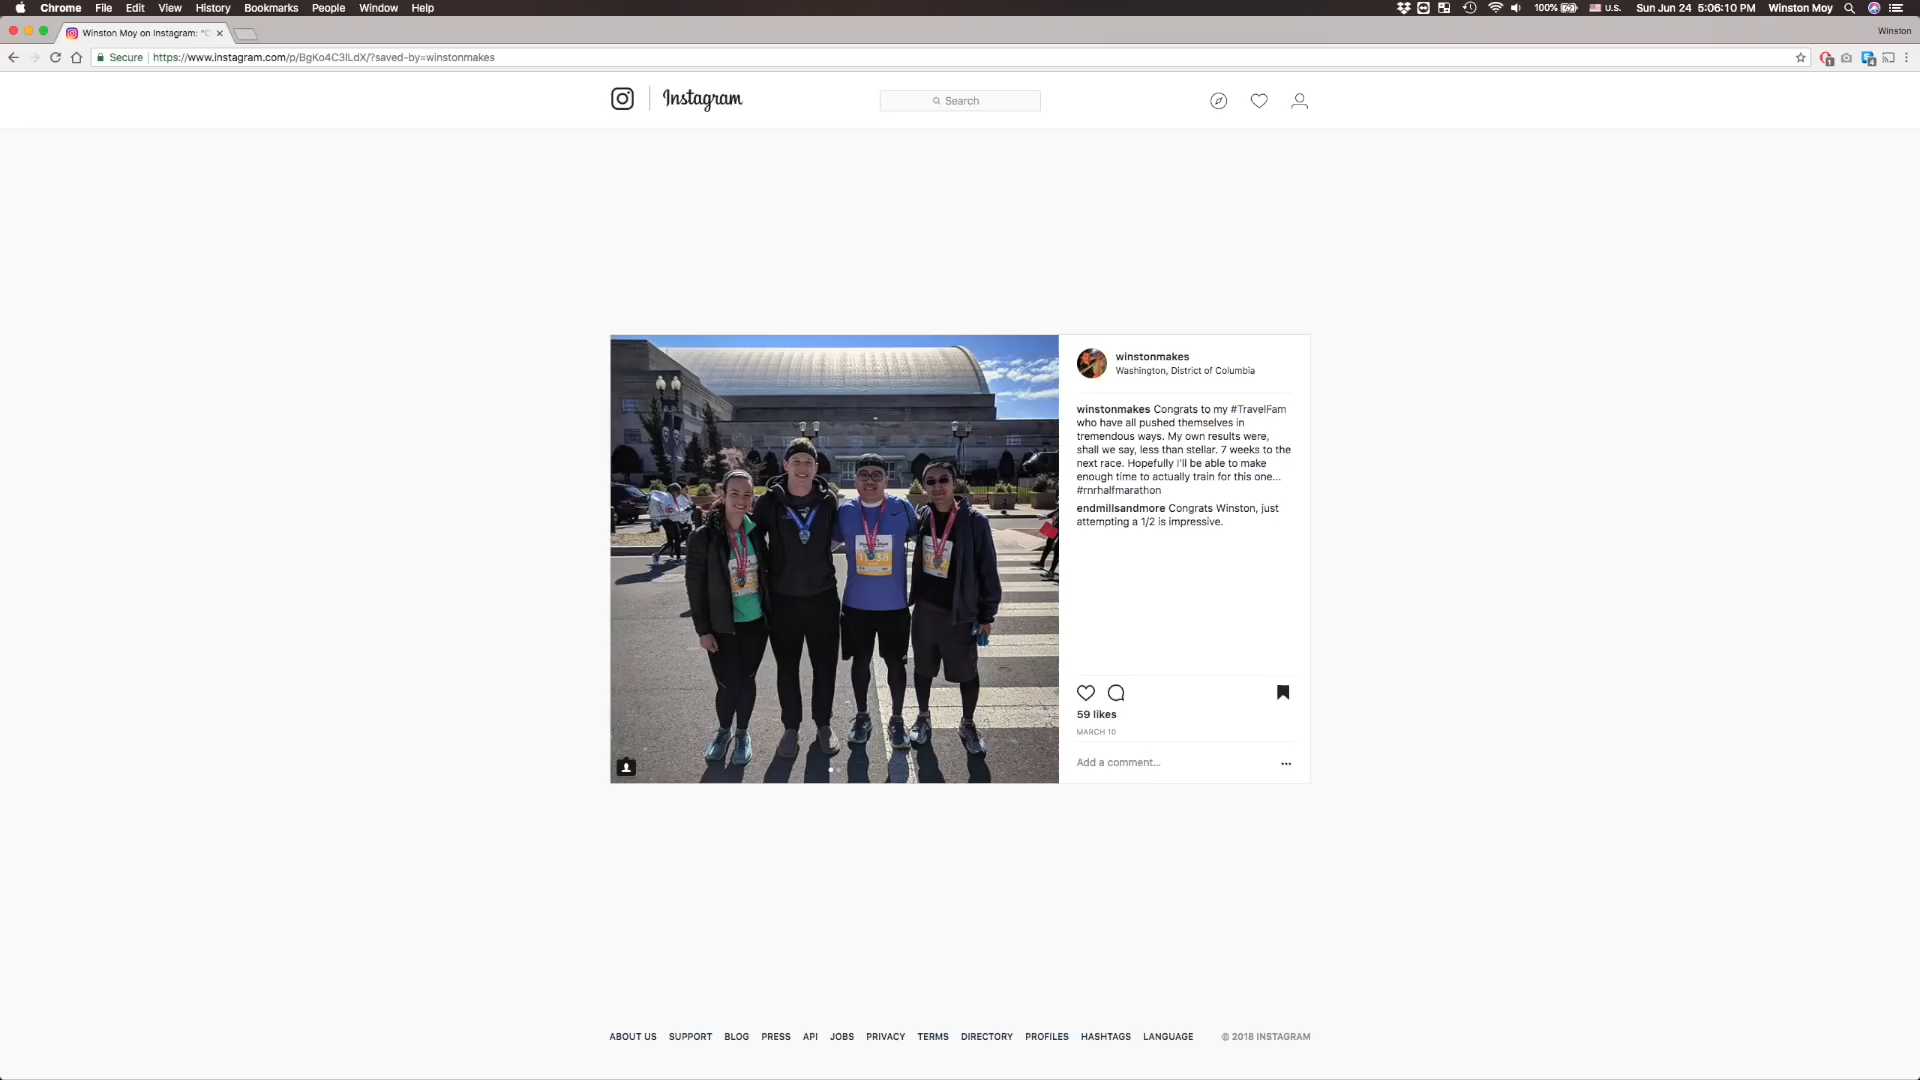 Chrome File Edit View History Bookmarks People Window Help
100% U.S. Sun Jun 24 5:06:10 PM Winston Moy
Winston Moy on Instagram: "C
Winston
Secure https://www.instagram.com/p/BgKo4C3lLdX/?saved-by=winstonmakes
Instagram
Search
winstonmakes
Washington, District of Columbia
winstonmakes Congrats to my #TravelFam
who have all pushed themselves in
tremendous ways. My own results were,
shall we say, less than stellar. 7 weeks to the
next race. Hopefully I'll be able to make
enough time to actually train for this one...
#rnrhalfmarathon
endmillsandmore Congrats Winston, just
attempting a 1/2 is impressive.
59 likes
MARCH 10
Add a comment...
ABOUT US SUPPORT BLOG PRESS API JOBS PRIVACY TERMS DIRECTORY PROFILES HASHTAGS LANGUAGE © 2018 INSTAGRAM